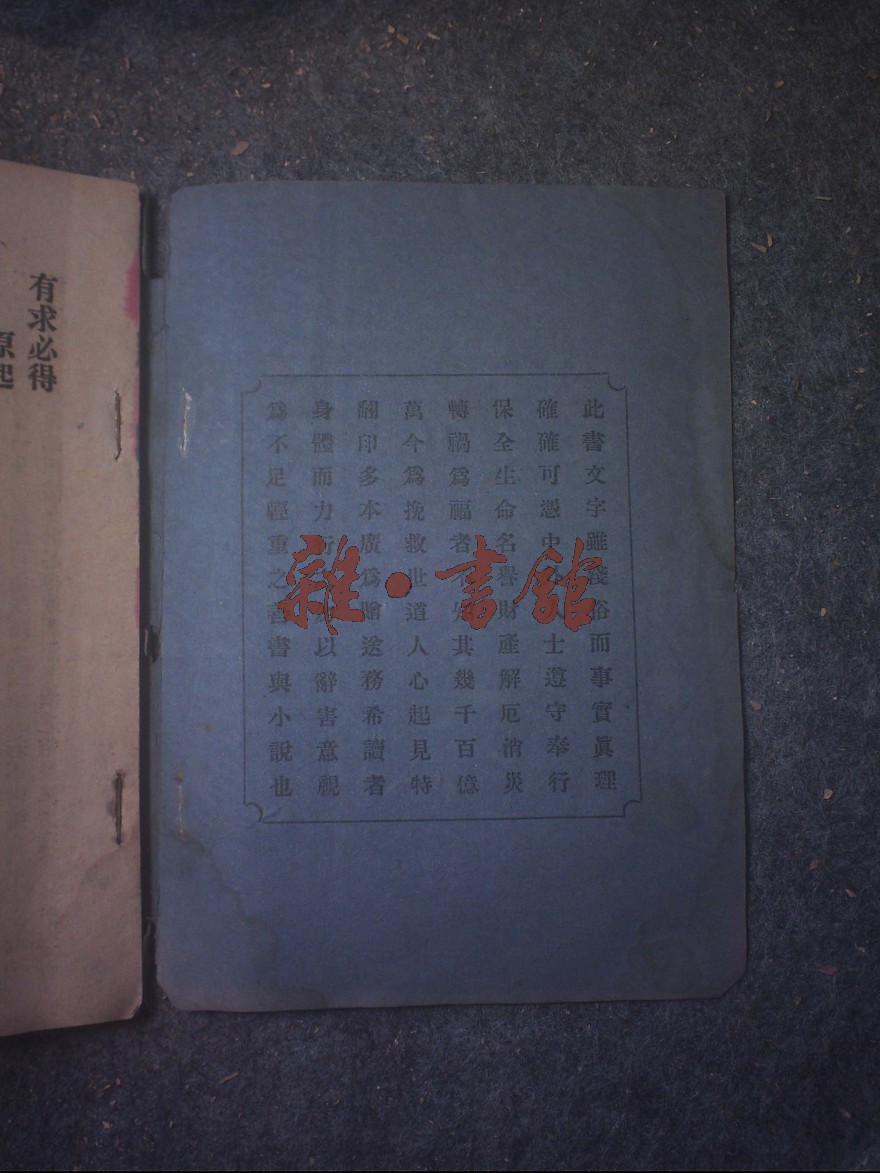 此書文字雖淺俗而事實眞理
確確可憑士遵守奉行
保全生命名譽財產解厄消災
轉禍爲福者不知其幾千百億
萬今爲挽救世道人心起見特
翻印多本廣爲贈送務希讀者
身體而力行以辭害意視
爲不足輕重之善書與小說也
有求必得
原起
雜·書館